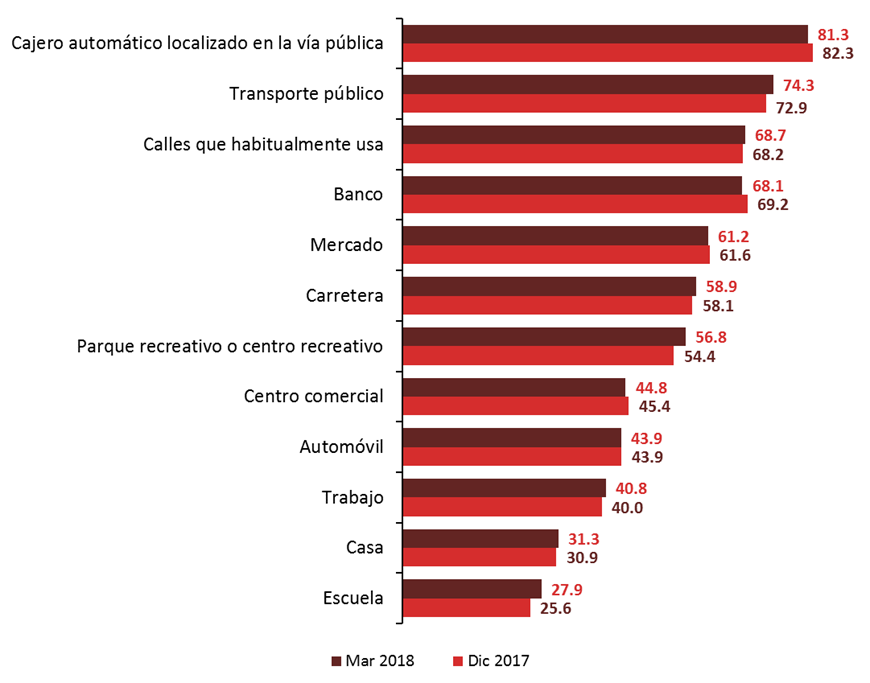 Cajero automático localizado en la vía pública
81.3
82.3
Transporte público
74.3
72.9
Calles que habitualmente usa
68.7
68.2
Banco
68.1
69.2
Mercado
61.2
61.6
Carretera
58.9
58.1
Parque recreativo o centro recreativo
56.8
54.4
Centro comercial
44.8
45.4
Automóvil
43.9
43.9
Trabajo
40.8
40.0
Casa
31.3
30.9
Escuela
27.9
25.6
Mar 2018 Dic 2017